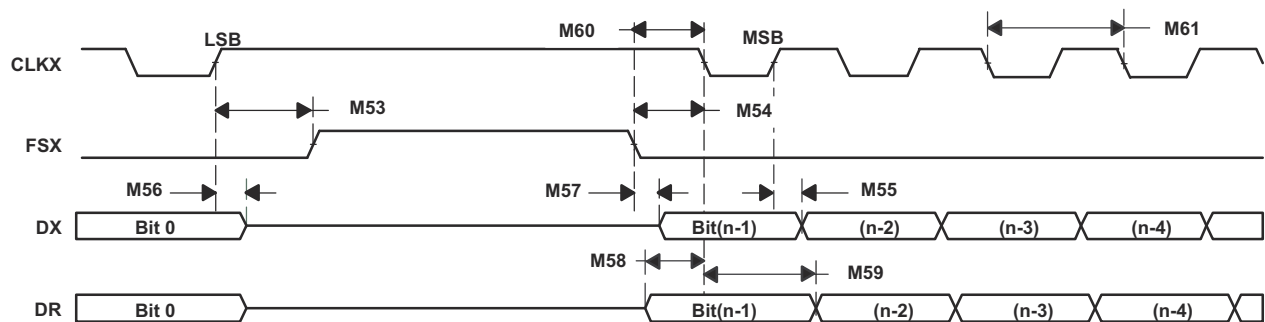 LSB
M60
MSB
M61
CLKX
M53
M54
FSX
M56
M57
M55
DX
Bit 0
Bit(n-1)
(n-2)
(n-3)
(n-4)
M58
M59
DR
Bit 0
Bit(n-1)
(n-2)
(n-3)
(n-4)